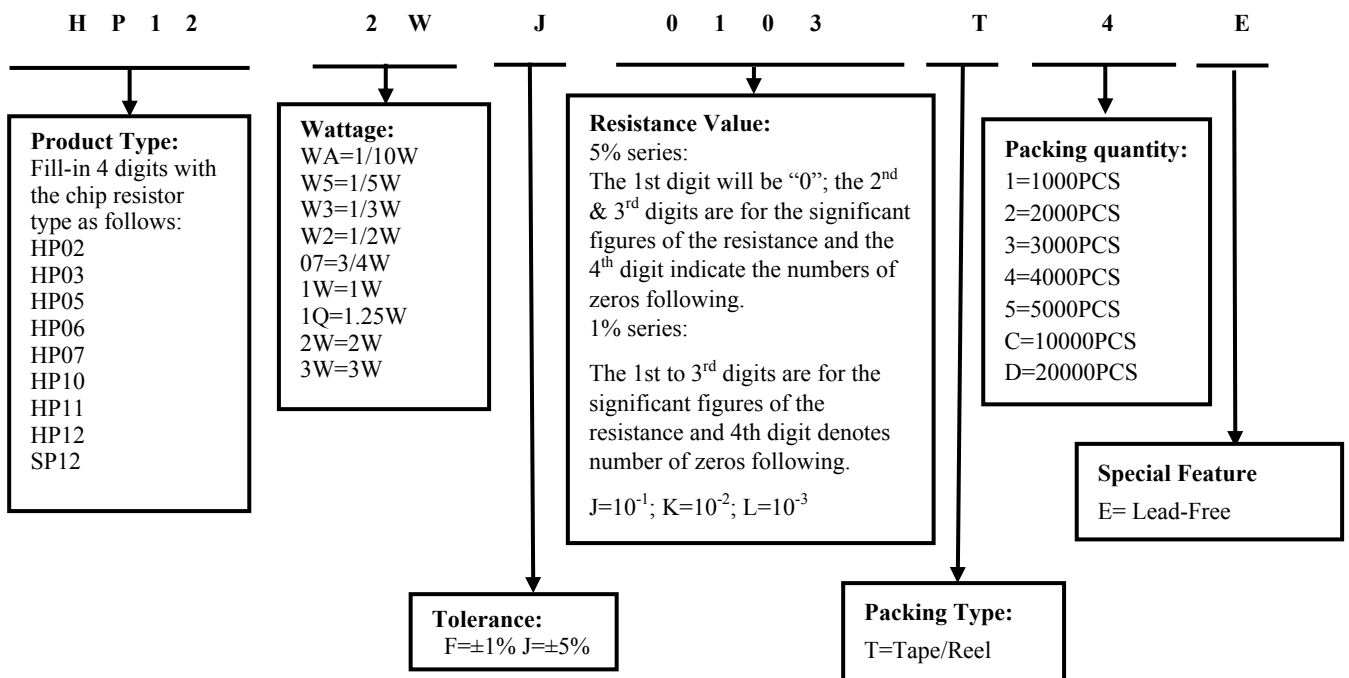 H P 1 2 2 W J 0 1 0 3 T 4 E
Product Type:
Fill-in 4 digits with
the chip resistor
type as follows:
HP02
HP03
HP05
HP06
HP07
HP10
HP11
HP12
SP12
Wattage:
WA=1/10W
W5=1/5W
W3=1/3W
W2=1/2W
07=3/4W
1W=1W
1Q=1.25W
2W=2W
3W=3W
Resistance Value:
5% series:
The 1st digit will be “0”; the 2nd
& 3rd digits are for the significant
figures of the resistance and the
4th digit indicate the numbers of
zeros following.
1% series:
The 1st to 3rd digits are for the
significant figures of the
resistance and 4th digit denotes
number of zeros following.
J=10-1; K=10-2; L=10-3
Packing quantity:
1=1000PCS
2=2000PCS
3=3000PCS
4=4000PCS
5=5000PCS
C=10000PCS
D=20000PCS
Special Feature
E= Lead-Free
Tolerance:
F=±1% J=±5%
Packing Type:
T=Tape/Reel